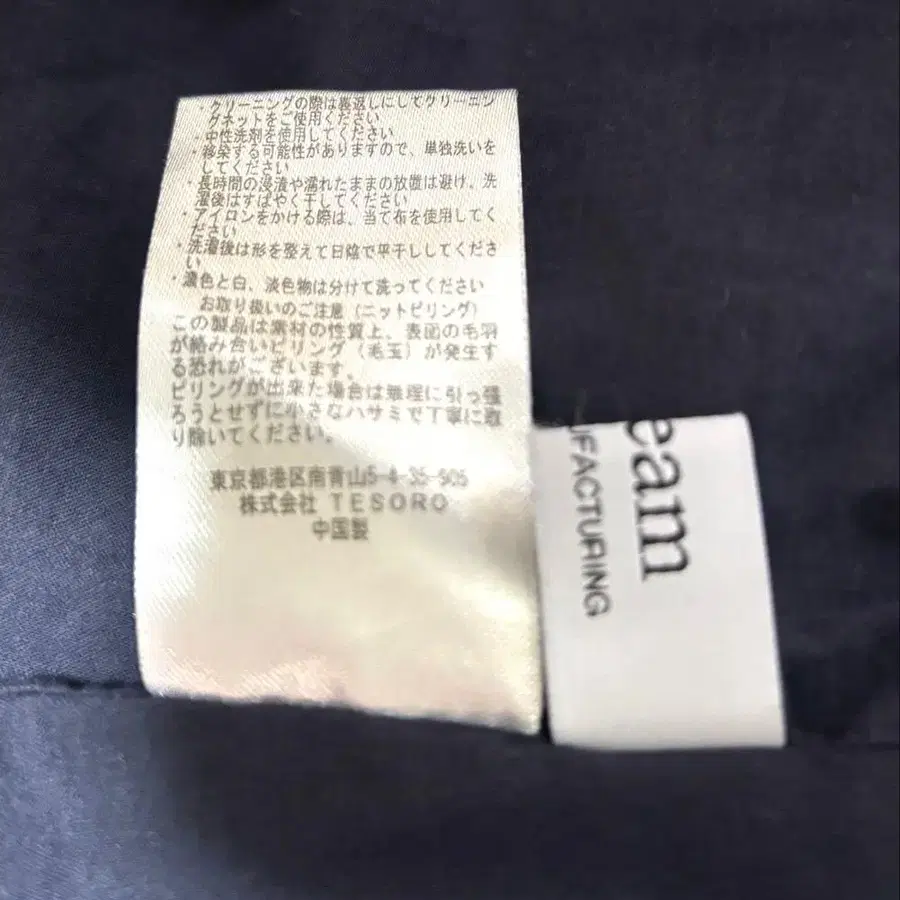 ・クリーニングの際は裏返しにしてクリーニン
グネットをご使用ください
・中性洗剤を使用してください
・移染する可能性がありますので、単独洗いを
してください
・長時間の浸漬や濡れたままの放置は避け、洗
濯後はすばやく干してください
・アイロンをかける際は、当て布を使用してく
ださい
・洗濯後は形を整えて日陰で平干ししてくださ
い
・濃色と白、淡色物は分けて洗ってください
お取り扱いのご注意（ニットピリング）
この製品は素材の性質上、表面の毛羽
が絡み合いピリング（毛玉）が発生す
る恐れがございます。
ピリングが出来た場合は無理に引っ張
ろうとせずに小さなハサミで丁寧に取
り除いてください。
東京都港区南青山5-4-35-905
株式会社 TESORO
中国製
eam
UFACTURING